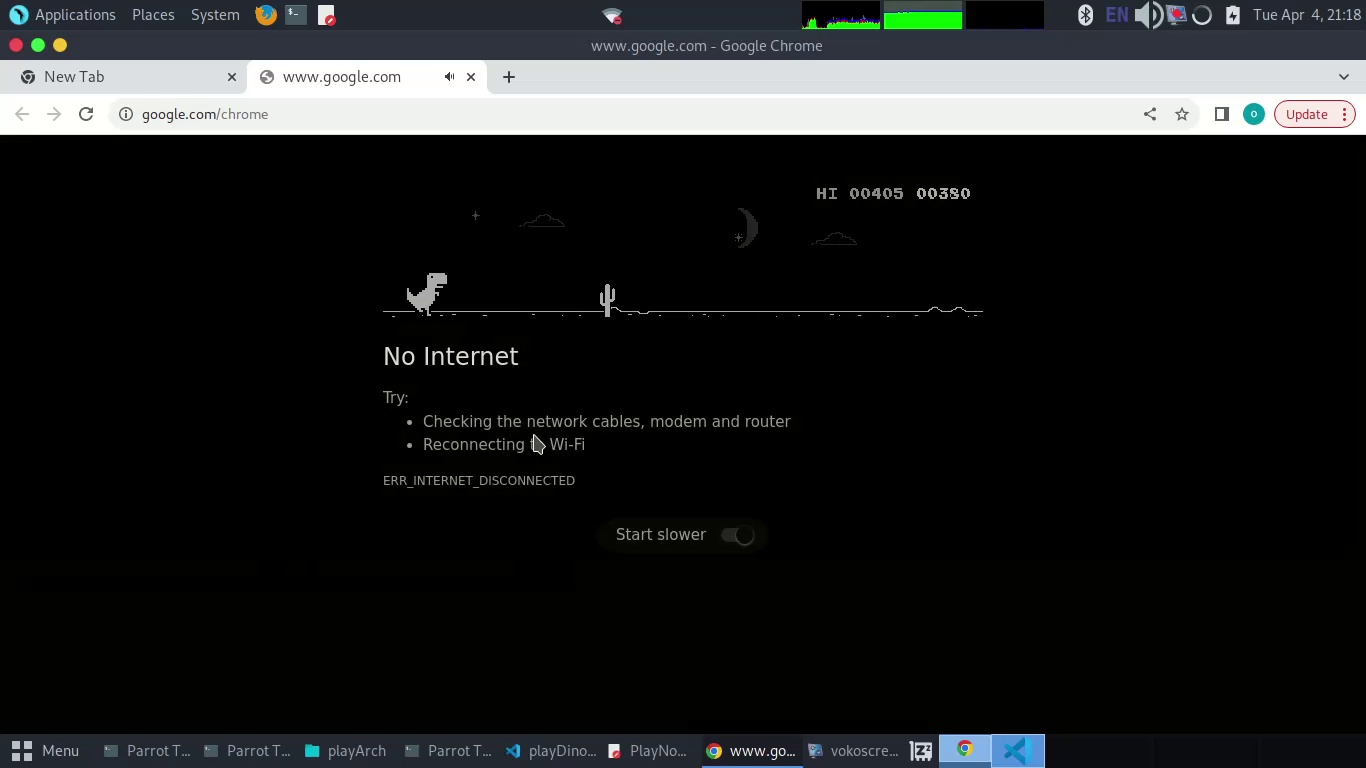 Applications Places System EN Tue Apr 4, 21:18
www.google.com - Google Chrome
New Tab www.google.com
google.com/chrome O Update
HI 00405 00380
No Internet
Try:
Checking the network cables, modem and router
Reconnecting Wi-Fi
ERR_INTERNET_DISCONNECTED
Start slower
Menu Parrot T... Parrot T... playArch Parrot T... playDino... PlayNo... www.go... vokoscre...